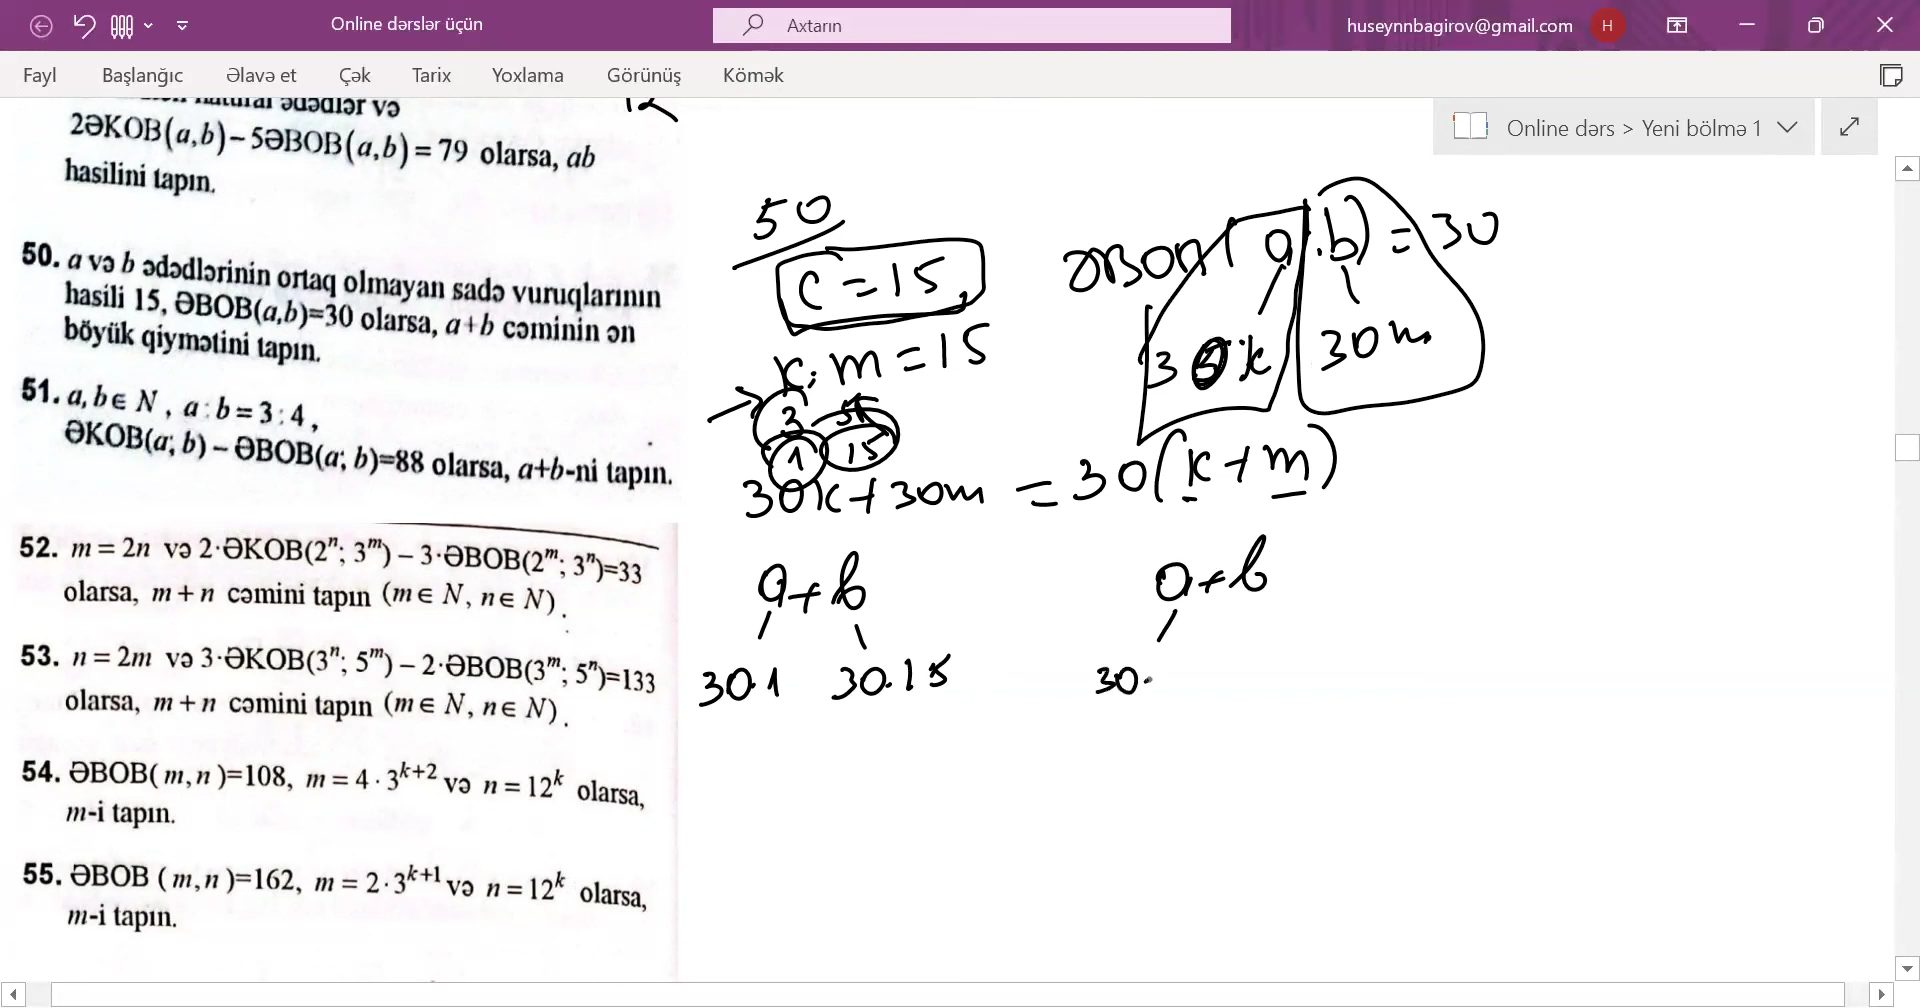 Online dərslər üçün
Axtarın
huseynnbagirov@gmail.com
H
Fayl Başlanğıc Əlavə et Çək Tarix Yoxlama Görünüş Kömək
Online dərs > Yeni bölmə 1
natural ədədlər və
2ƏKOB(a,b) – 5ƏBOB(a,b) = 79 olarsa, ab
hasilini tapın.
50. a və b ədədlərinin ortaq olmayan sadə vuruqlarının
hasili 15, ƏBOB(a,b)=30 olarsa, a+b cəminin ən
böyük qiymətini tapın.
51. a, b ∈ N , a : b = 3 : 4 ,
ƏKOB(a; b) – ƏBOB(a; b)=88 olarsa, a+b-ni tapın.
52. m = 2n və 2·ƏKOB(2ⁿ; 3ᵐ) – 3·ƏBOB(2ᵐ; 3ⁿ)=33
olarsa, m + n cəmini tapın (m ∈ N, n ∈ N) .
53. n = 2m və 3·ƏKOB(3ⁿ; 5ᵐ) – 2·ƏBOB(3ᵐ; 5ⁿ)=133
olarsa, m + n cəmini tapın (m ∈ N, n ∈ N) .
54. ƏBOB( m, n )=108, m = 4 · 3ᵏ⁺² və n = 12ᵏ olarsa,
m-i tapın.
55. ƏBOB ( m, n )=162, m = 2 · 3ᵏ⁺¹ və n = 12ᵏ olarsa,
m-i tapın.
12
50
C = 15,
k · m = 15
3 5
1 15
30k + 30m = 30(k + m)
ƏBOB(a,b) = 30
30k 30m
a + b
30·1 30·15
a + b
30·